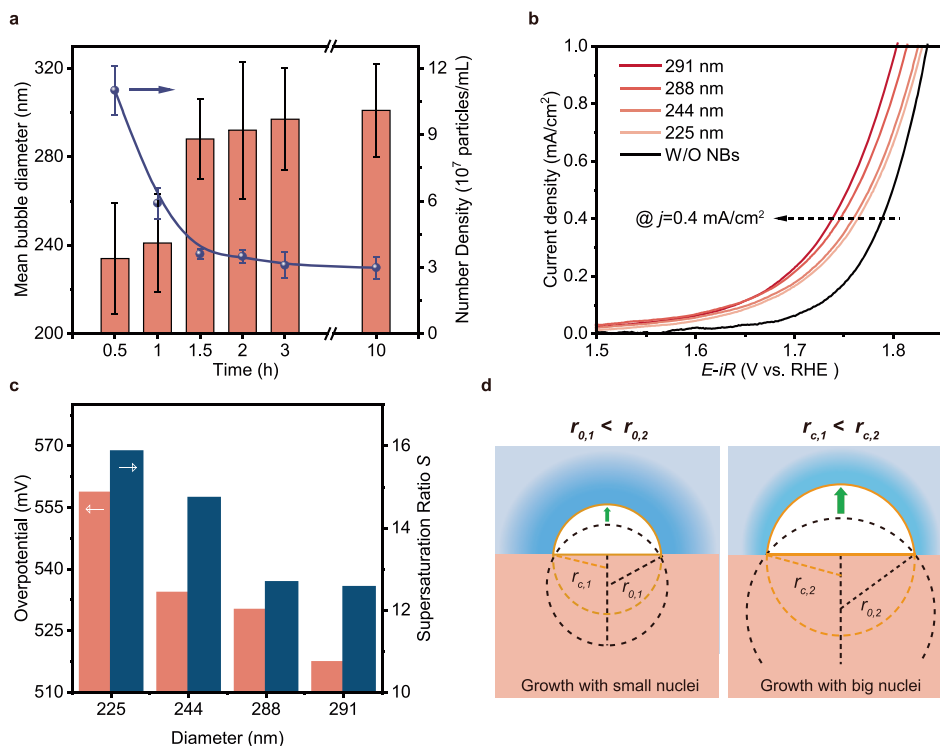 a
320
280
240
200
Mean bubble diameter (nm)
12
9
6
3
0
Number Density (10⁷ particles/mL)
0.5
1
1.5
2
3
10
Time (h)
b
1.0
0.8
0.6
0.4
0.2
0.0
Current density (mA/cm²)
291 nm
288 nm
244 nm
225 nm
W/O NBs
@ j=0.4 mA/cm²
1.5
1.6
1.7
1.8
E-iR (V vs. RHE )
c
570
555
540
525
510
Overpotential (mV)
16
14
12
10
Supersaturation Ratio S
225
244
288
291
Diameter (nm)
d
r0,1 < r0,2
rc,1 < rc,2
rc,1
r0,1
Growth with small nuclei
rc,2
r0,2
Growth with big nuclei